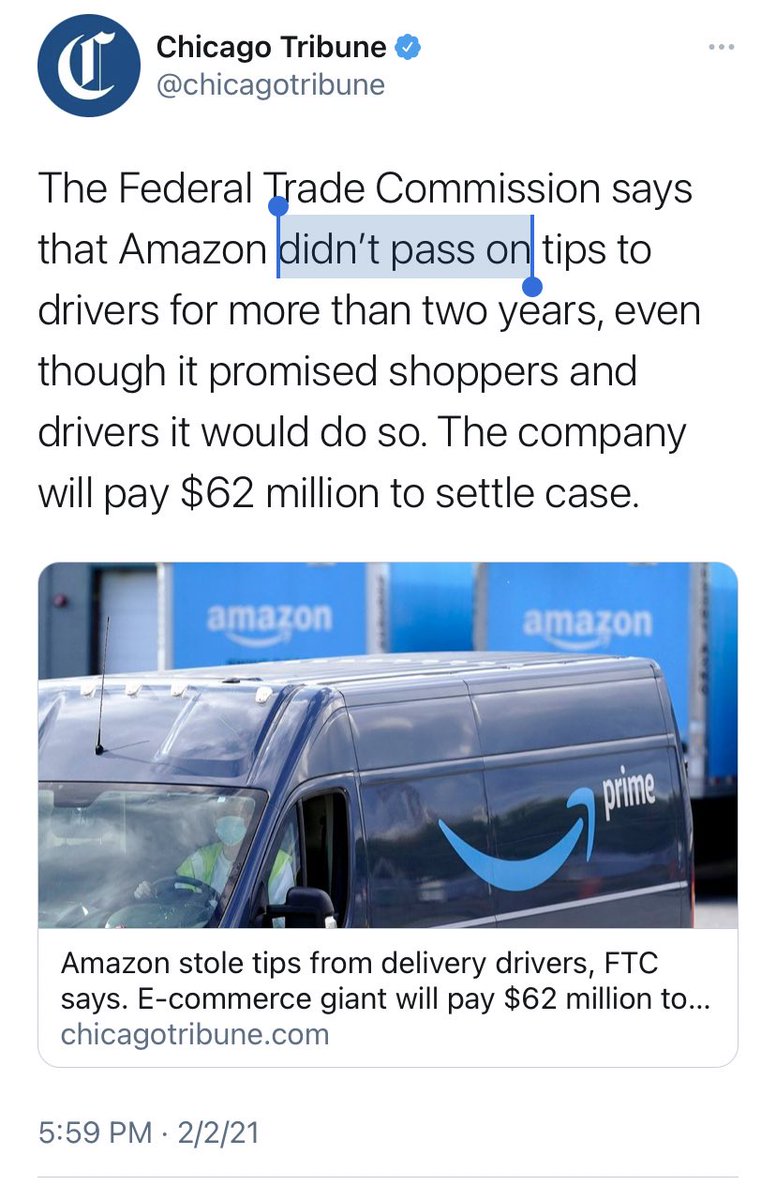 Chicago Tribune
@chicagotribune
The Federal Trade Commission says
that Amazon didn’t pass on tips to
drivers for more than two years, even
though it promised shoppers and
drivers it would do so. The company
will pay $62 million to settle case.
amazon
amazon
prime
Amazon stole tips from delivery drivers, FTC
says. E-commerce giant will pay $62 million to...
chicagotribune.com
5:59 PM · 2/2/21